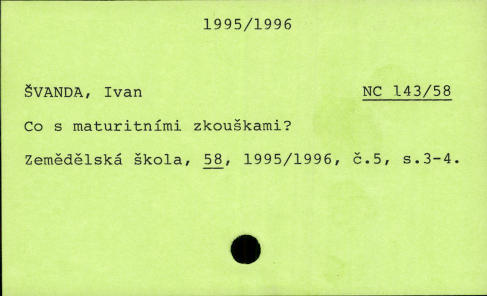 1995/1996
ŠVANDA, Ivan NC 143/58
Co s maturitními zkouškami?
Zemědělská škola, 58, 1995/1996, č.5, s.3-4.